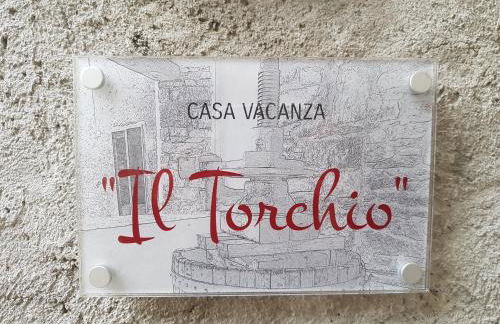 CASA VACANZA
"Il Torchio"